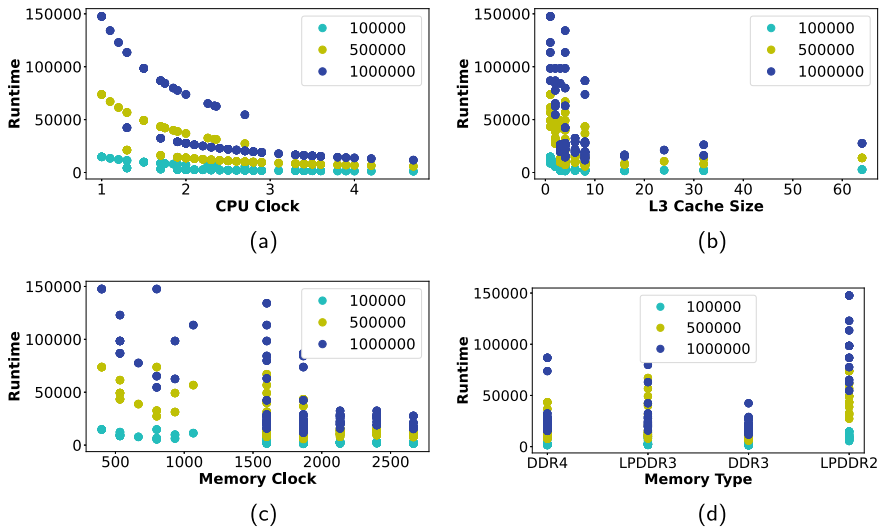 150000
100000
50000
0
Runtime
1
2
3
4
CPU Clock
100000
500000
1000000
(a)
150000
100000
50000
0
Runtime
0
10
20
30
40
50
60
L3 Cache Size
100000
500000
1000000
(b)
150000
100000
50000
0
Runtime
500
1000
1500
2000
2500
Memory Clock
100000
500000
1000000
(c)
150000
100000
50000
0
Runtime
DDR4
LPDDR3
DDR3
LPDDR2
Memory Type
100000
500000
1000000
(d)